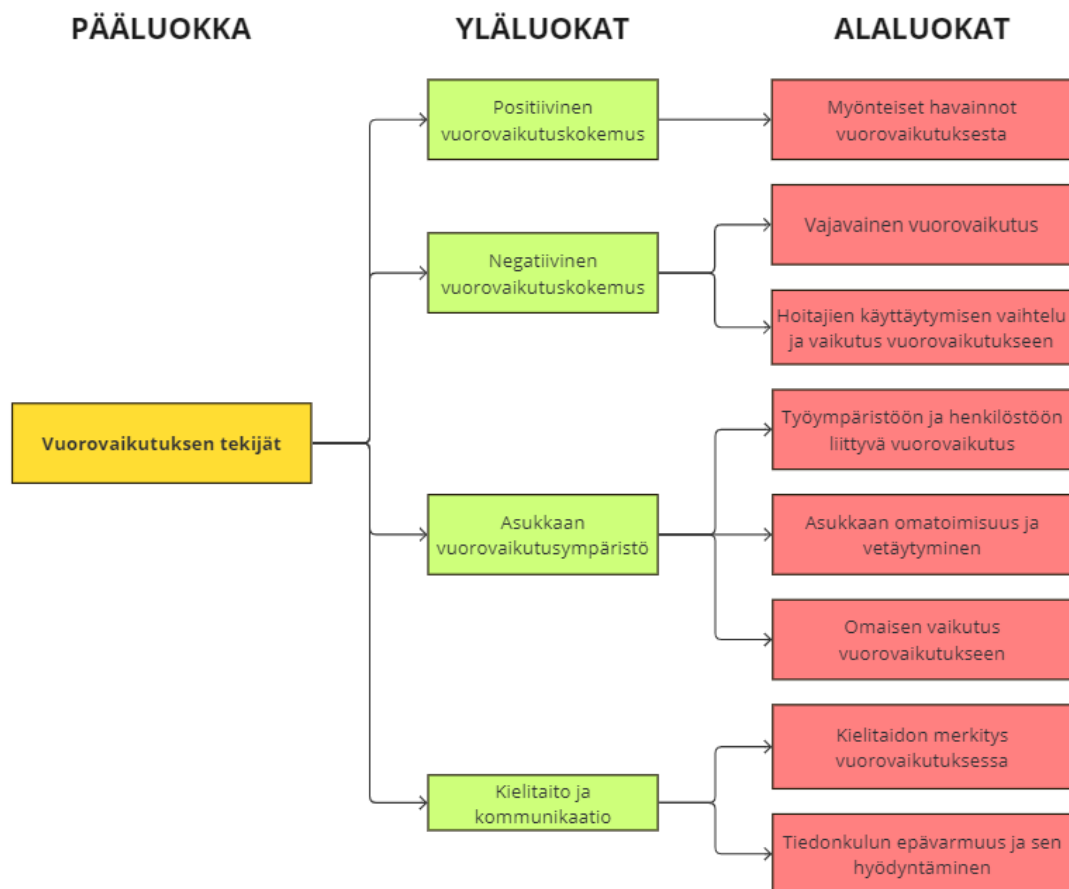 PÄÄLUOKKA
YLÄLUOKAT
ALALUOKAT
Vuorovaikutuksen tekijät
Positiivinen
vuorovaikutuskokemus
Myönteiset havainnot
vuorovaikutuksesta
Negatiivinen
vuorovaikutuskokemus
Vajavainen vuorovaikutus
Hoitajien käyttäytymisen vaihtelu
ja vaikutus vuorovaikutukseen
Asukkaan
vuorovaikutusympäristö
Työympäristöön ja henkilöstöön
liittyvä vuorovaikutus
Asukkaan omatoimisuus ja
vetäytyminen
Omaisen vaikutus
vuorovaikutukseen
Kielitaito ja
kommunikaatio
Kielitaidon merkitys
vuorovaikutuksessa
Tiedonkulun epävarmuus ja sen
hyödyntäminen